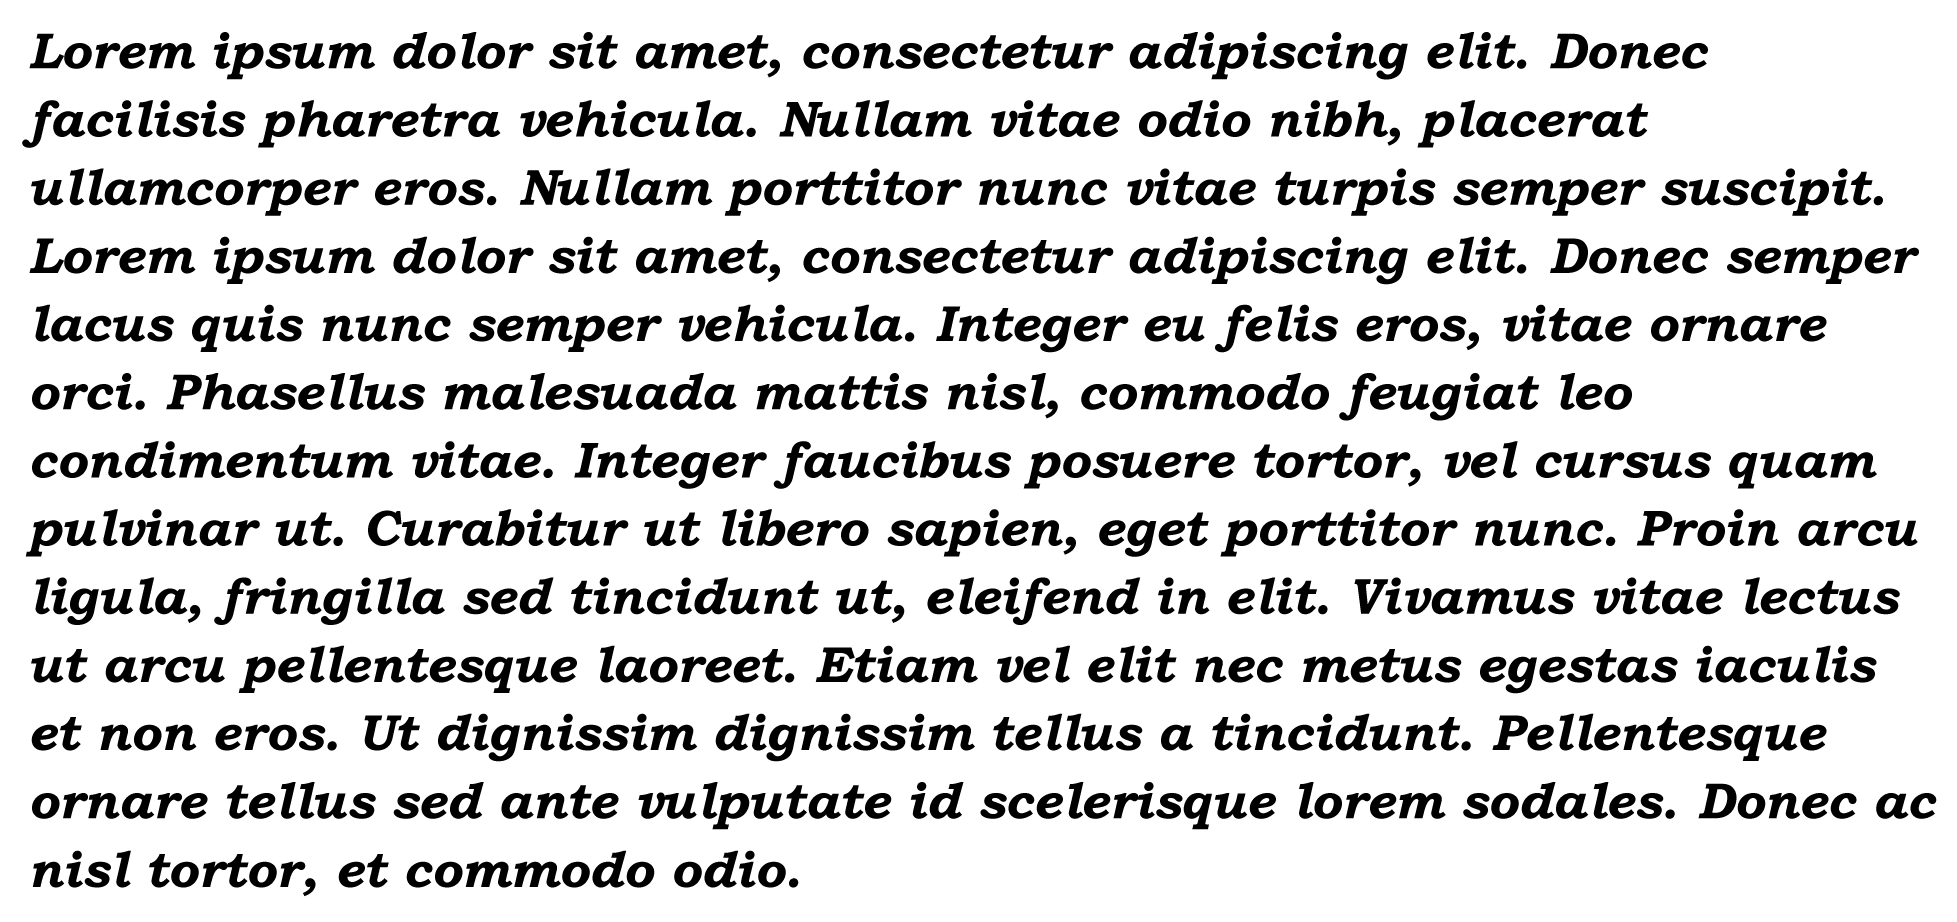 Lorem ipsum dolor sit amet, consectetur adipiscing elit. Donec
facilisis pharetra vehicula. Nullam vitae odio nibh, placerat
ullamcorper eros. Nullam porttitor nunc vitae turpis semper suscipit.
Lorem ipsum dolor sit amet, consectetur adipiscing elit. Donec semper
lacus quis nunc semper vehicula. Integer eu felis eros, vitae ornare
orci. Phasellus malesuada mattis nisl, commodo feugiat leo
condimentum vitae. Integer faucibus posuere tortor, vel cursus quam
pulvinar ut. Curabitur ut libero sapien, eget porttitor nunc. Proin arcu
ligula, fringilla sed tincidunt ut, eleifend in elit. Vivamus vitae lectus
ut arcu pellentesque laoreet. Etiam vel elit nec metus egestas iaculis
et non eros. Ut dignissim dignissim tellus a tincidunt. Pellentesque
ornare tellus sed ante vulputate id scelerisque lorem sodales. Donec ac
nisl tortor, et commodo odio.